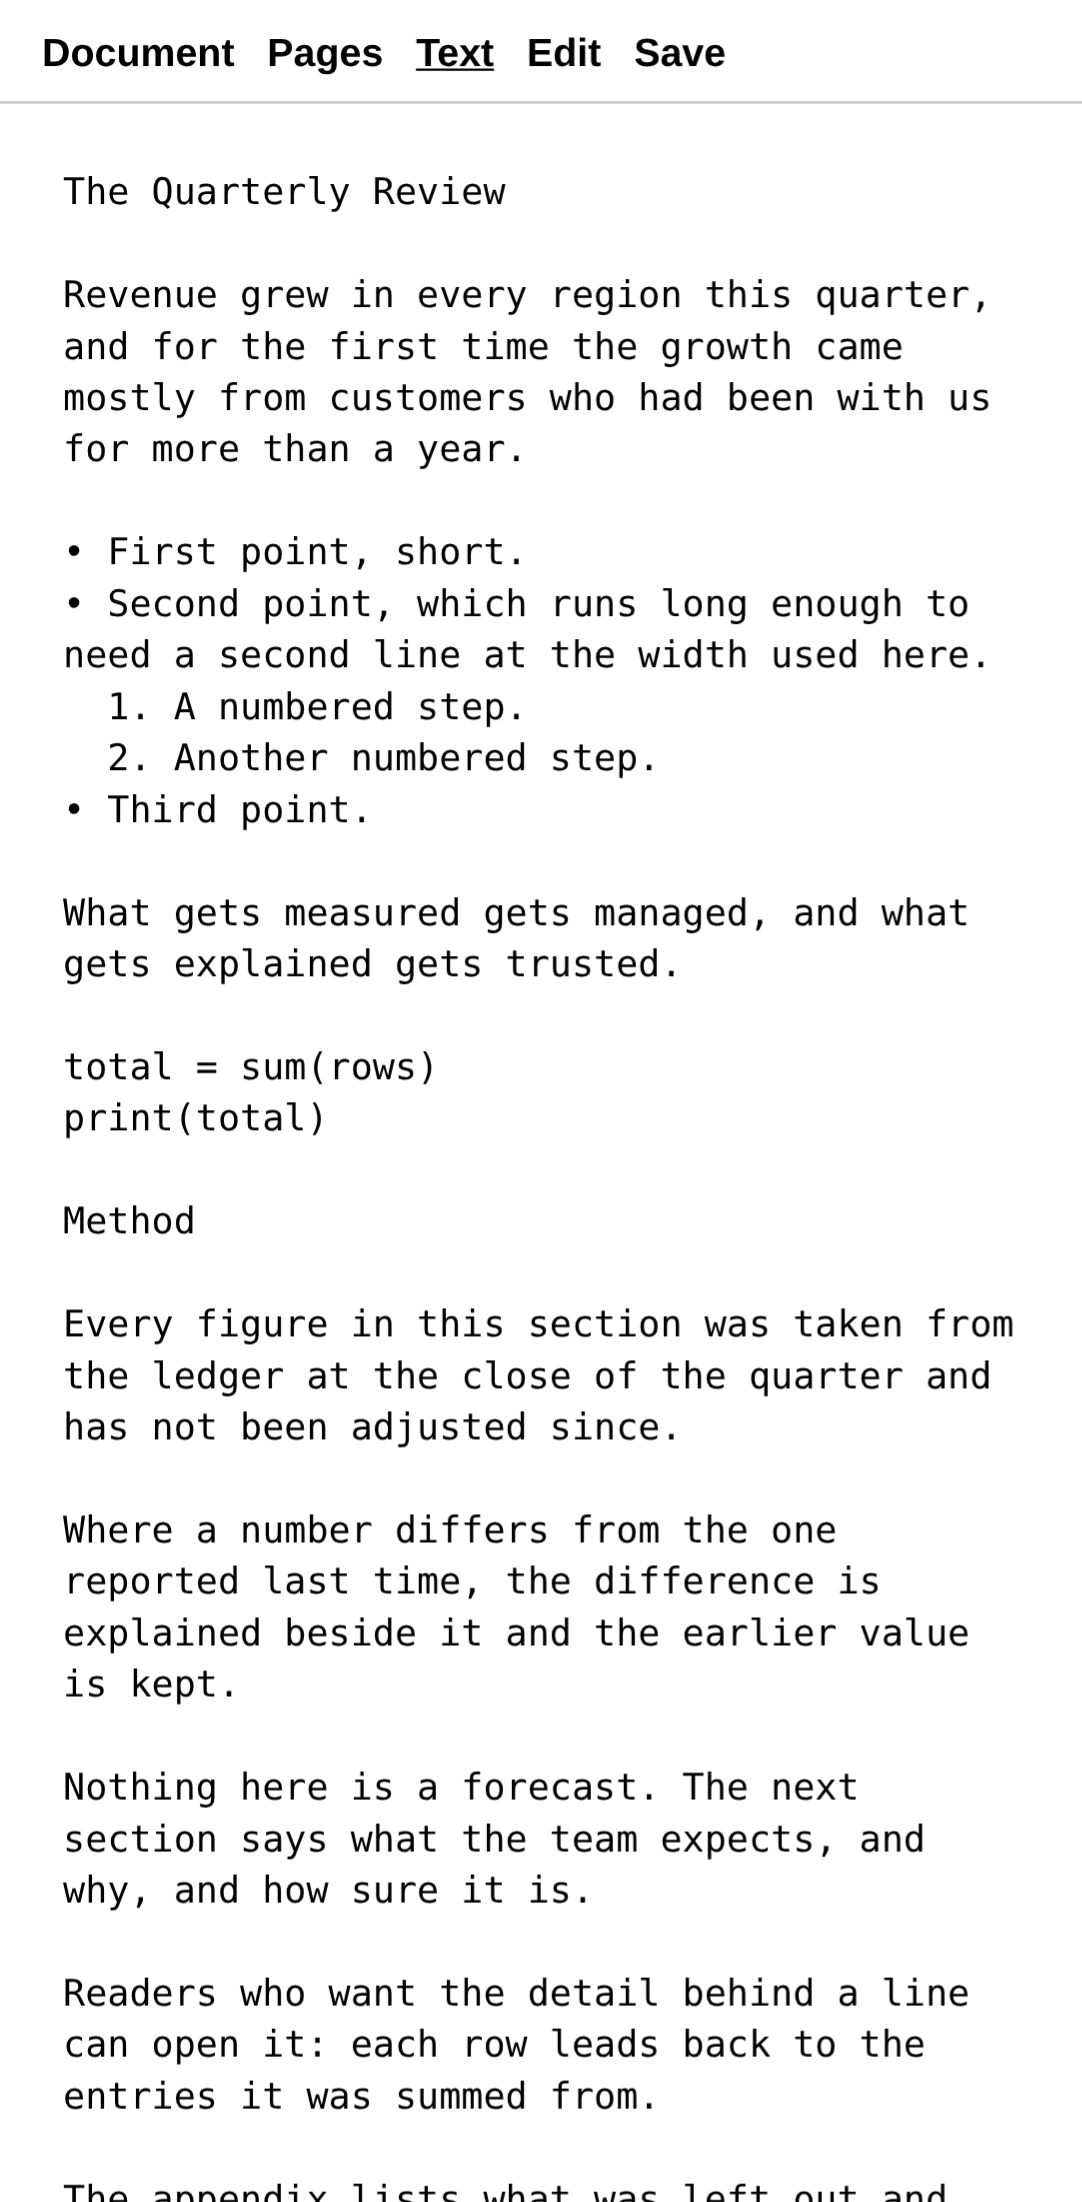 Document Pages Text Edit Save
The Quarterly Review
Revenue grew in every region this quarter,
and for the first time the growth came
mostly from customers who had been with us
for more than a year.
• First point, short.
• Second point, which runs long enough to
need a second line at the width used here.
1. A numbered step.
2. Another numbered step.
• Third point.
What gets measured gets managed, and what
gets explained gets trusted.
total = sum(rows)
print(total)
Method
Every figure in this section was taken from
the ledger at the close of the quarter and
has not been adjusted since.
Where a number differs from the one
reported last time, the difference is
explained beside it and the earlier value
is kept.
Nothing here is a forecast. The next
section says what the team expects, and
why, and how sure it is.
Readers who want the detail behind a line
can open it: each row leads back to the
entries it was summed from.
The appendix lists what was left out and